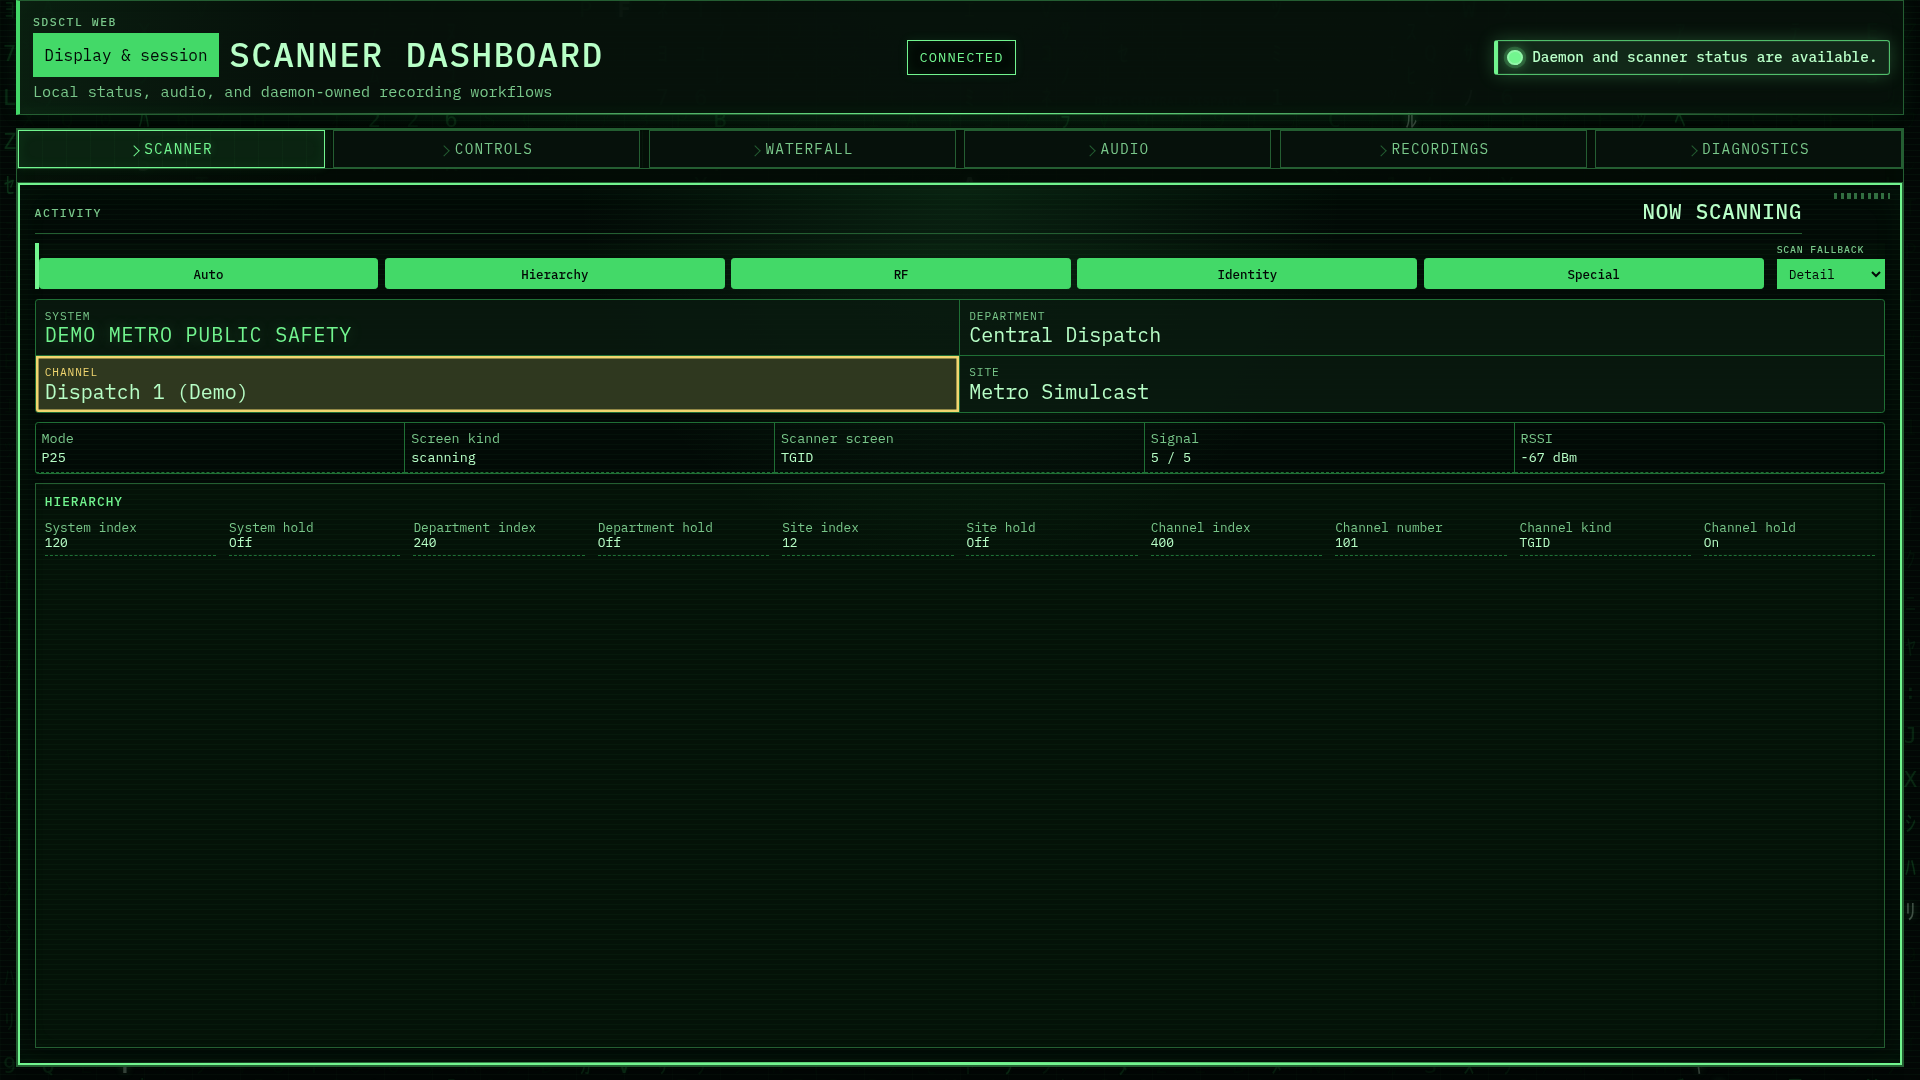 SDSCTL WEB
Display & session SCANNER DASHBOARD
Local status, audio, and daemon-owned recording workflows
CONNECTED
Daemon and scanner status are available.
SCANNER
CONTROLS
WATERFALL
AUDIO
RECORDINGS
DIAGNOSTICS
ACTIVITY
NOW SCANNING
Auto
Hierarchy
RF
Identity
Special
SCAN FALLBACK
Detail
SYSTEM
DEMO METRO PUBLIC SAFETY
DEPARTMENT
Central Dispatch
CHANNEL
Dispatch 1 (Demo)
SITE
Metro Simulcast
Mode
P25
Screen kind
scanning
Scanner screen
TGID
Signal
5 / 5
RSSI
-67 dBm
HIERARCHY
System index
120
System hold
Off
Department index
240
Department hold
Off
Site index
12
Site hold
Off
Channel index
400
Channel number
101
Channel kind
TGID
Channel hold
On